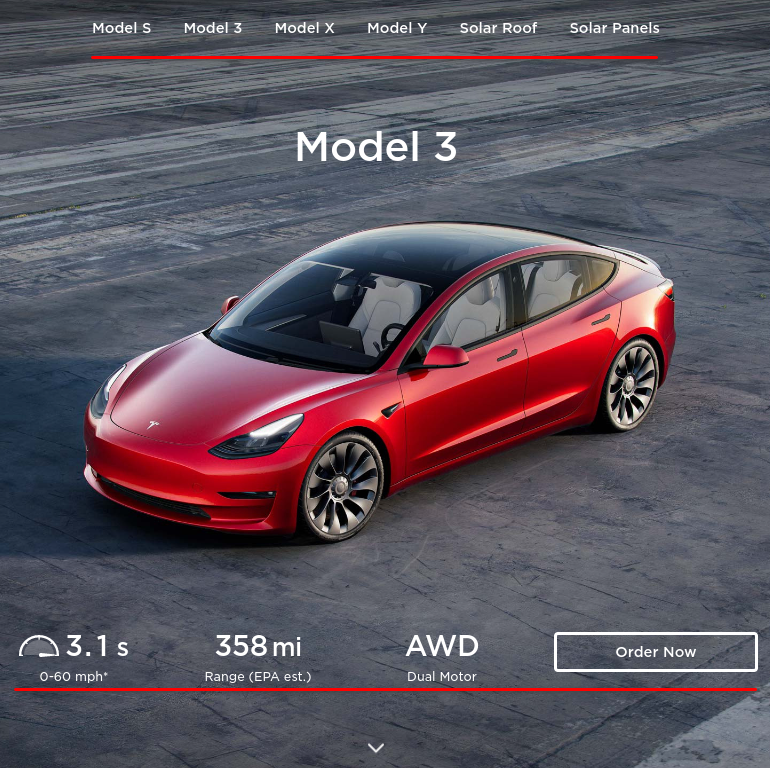 Model S Model 3 Model X Model Y Solar Roof Solar Panels
Model 3
3.1 s 358 mi AWD Order Now
0-60 mph* Range (EPA est.) Dual Motor